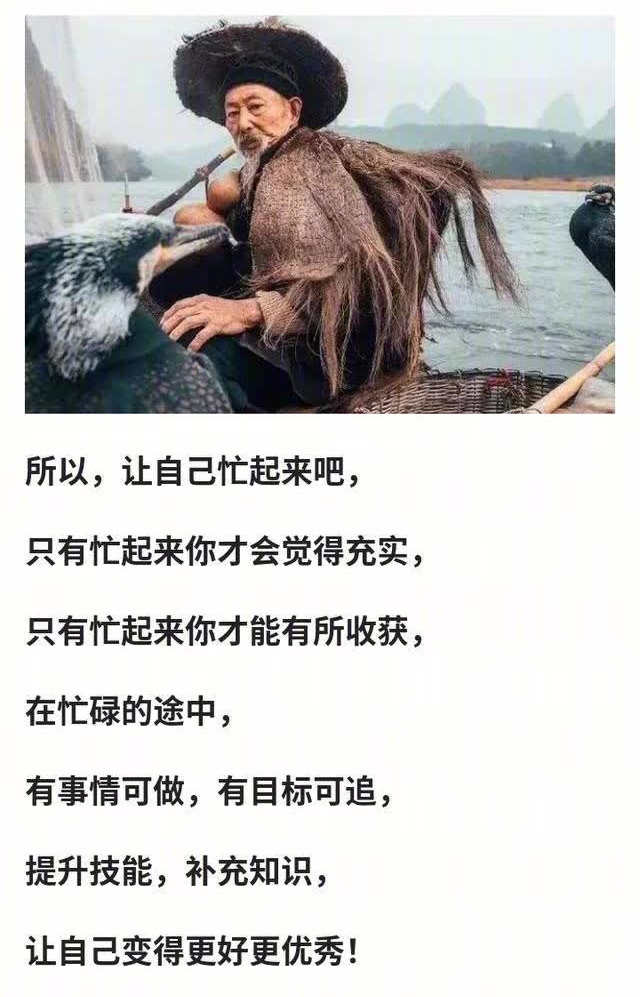 所以，让自己忙起来吧，
只有忙起来你才会觉得充实，
只有忙起来你才能有所收获，
在忙碌的途中，
有事情可做，有目标可追，
提升技能，补充知识，
让自己变得更好更优秀！